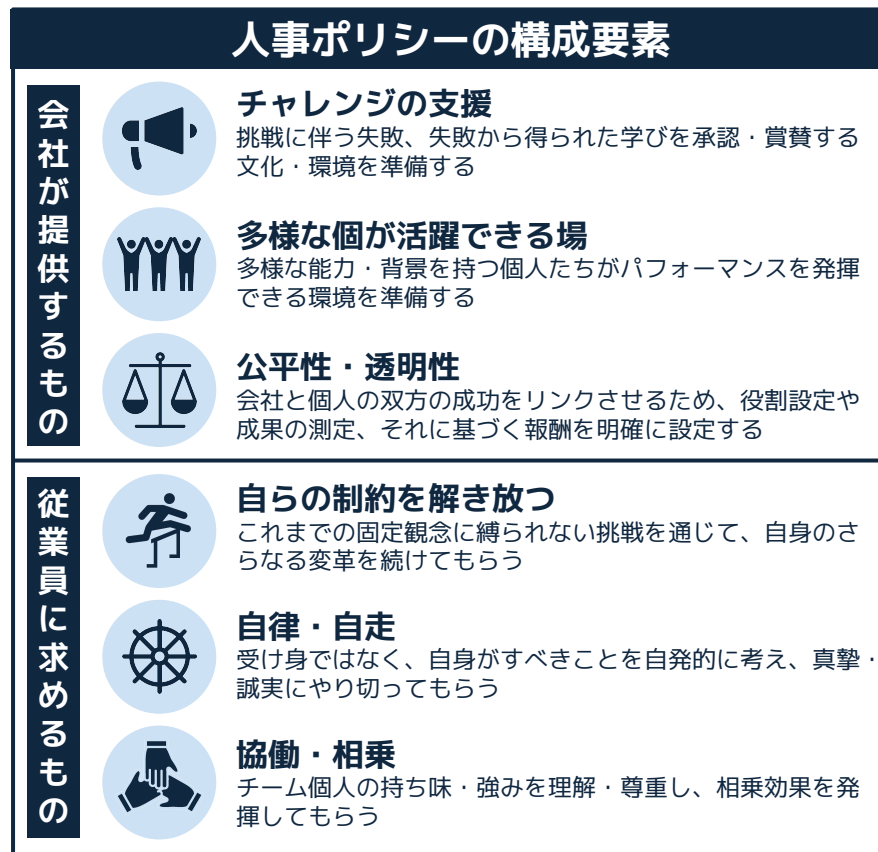 人事ポリシーの構成要素
会社が提供するもの
チャレンジの支援
挑戦に伴う失敗、失敗から得られた学びを承認・賞賛する
文化・環境を準備する
多様な個が活躍できる場
多様な能力・背景を持つ個人たちがパフォーマンスを発揮
できる環境を準備する
公平性・透明性
会社と個人の双方の成功をリンクさせるため、役割設定や
成果の測定、それに基づく報酬を明確に設定する
従業員に求めるもの
自らの制約を解き放つ
これまでの固定観念に縛られない挑戦を通じて、自身のさ
らなる変革を続けてもらう
自律・自走
受け身ではなく、自身がすべきことを自発的に考え、真摯・
誠実にやり切ってもらう
協働・相乗
チーム個人の持ち味・強みを理解・尊重し、相乗効果を発
揮してもらう